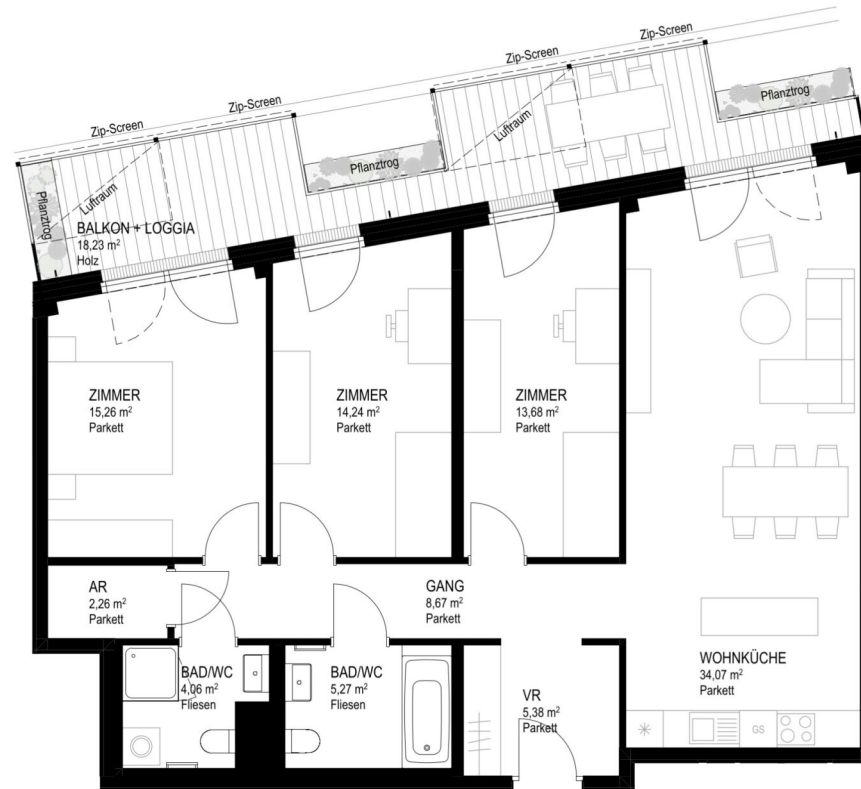 Zip-Screen
Zip-Screen
Zip-Screen
Zip-Screen
Pflanztrog
Luftraum
Pflanztrog
Luftraum
Pflanztrog
BALKON + LOGGIA
18,23 m²
Holz
ZIMMER
15,26 m²
Parkett
ZIMMER
14,24 m²
Parkett
ZIMMER
13,68 m²
Parkett
AR
2,26 m²
Parkett
GANG
8,67 m²
Parkett
BAD/WC
4,06 m²
Fliesen
BAD/WC
5,27 m²
Fliesen
VR
5,38 m²
Parkett
WOHNKÜCHE
34,07 m²
Parkett
GS